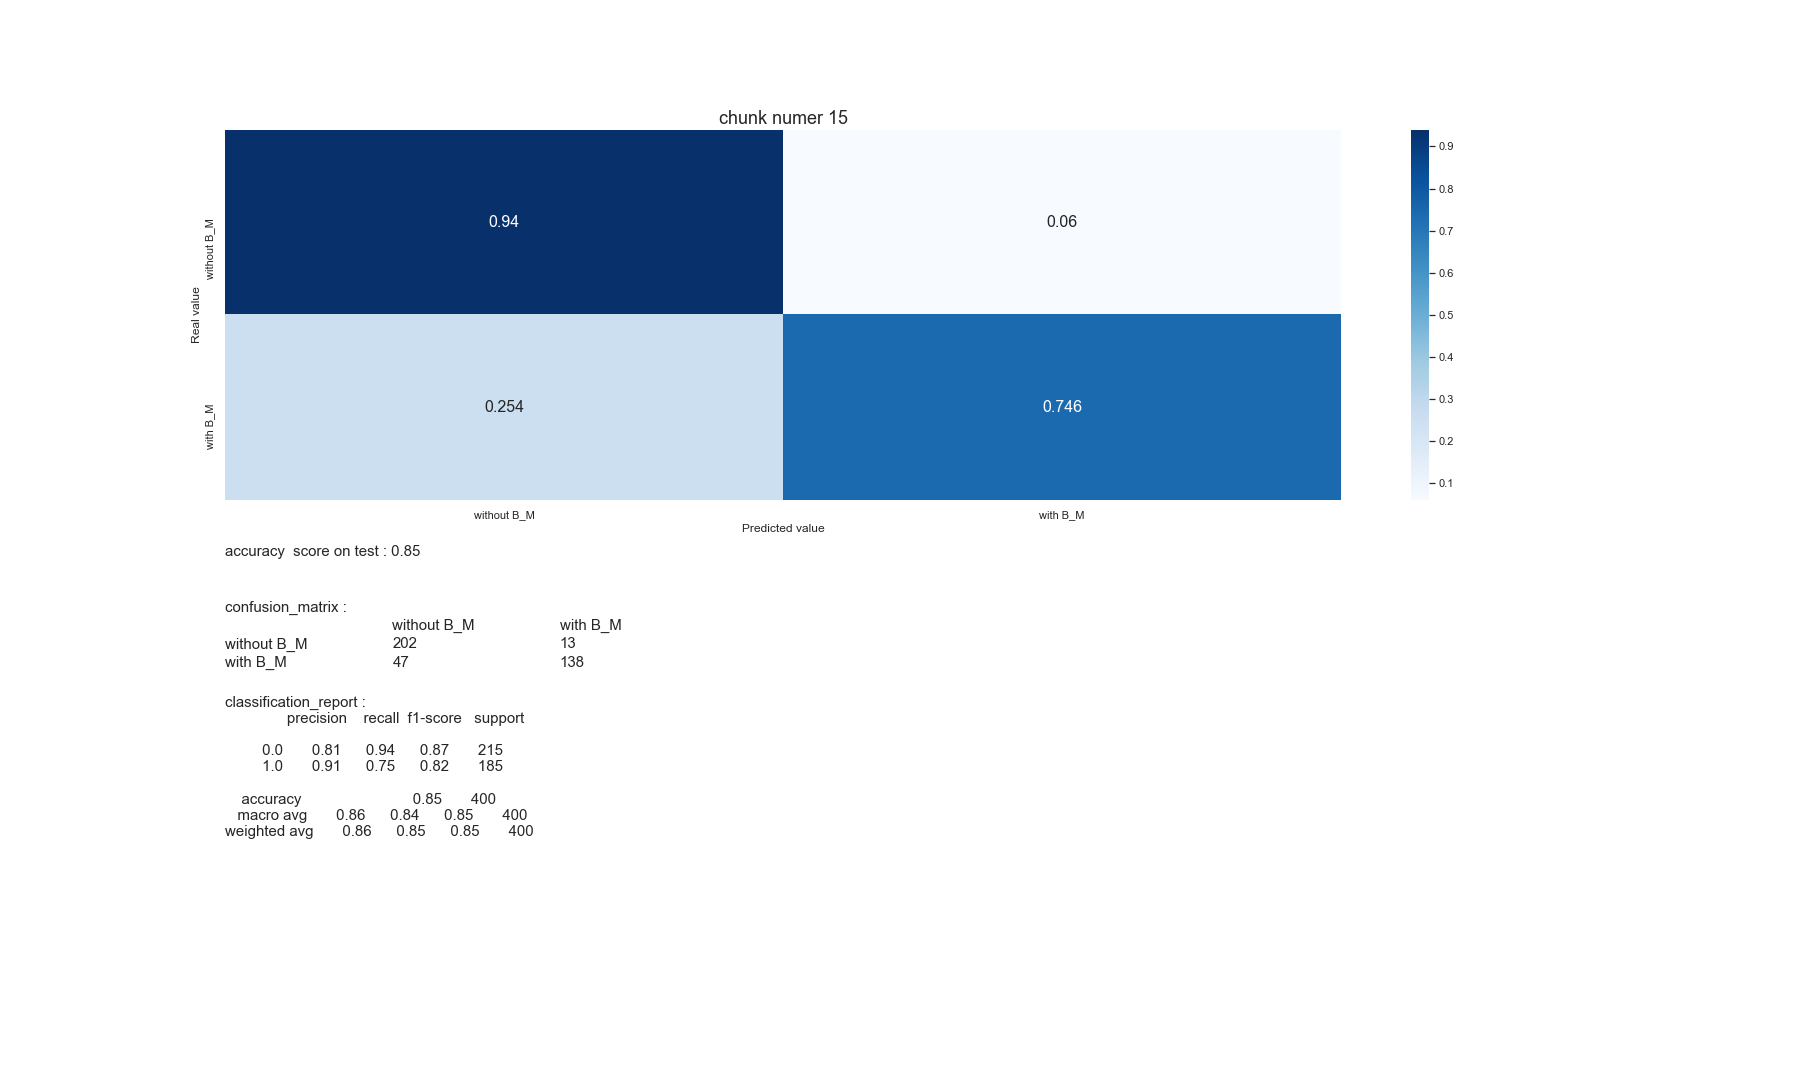 chunk numer 15
0.94 0.06
0.254 0.746
without B_M
with B_M
Real value
without B_M with B_M
Predicted value
0.9
0.8
0.7
0.6
0.5
0.4
0.3
0.2
0.1
accuracy  score on test : 0.85
confusion_matrix :
without B_M with B_M
without B_M 202 13
with B_M 47 138
classification_report :
precision recall f1-score support
0.0 0.81 0.94 0.87 215
1.0 0.91 0.75 0.82 185
accuracy 0.85 400
macro avg 0.86 0.84 0.85 400
weighted avg 0.86 0.85 0.85 400